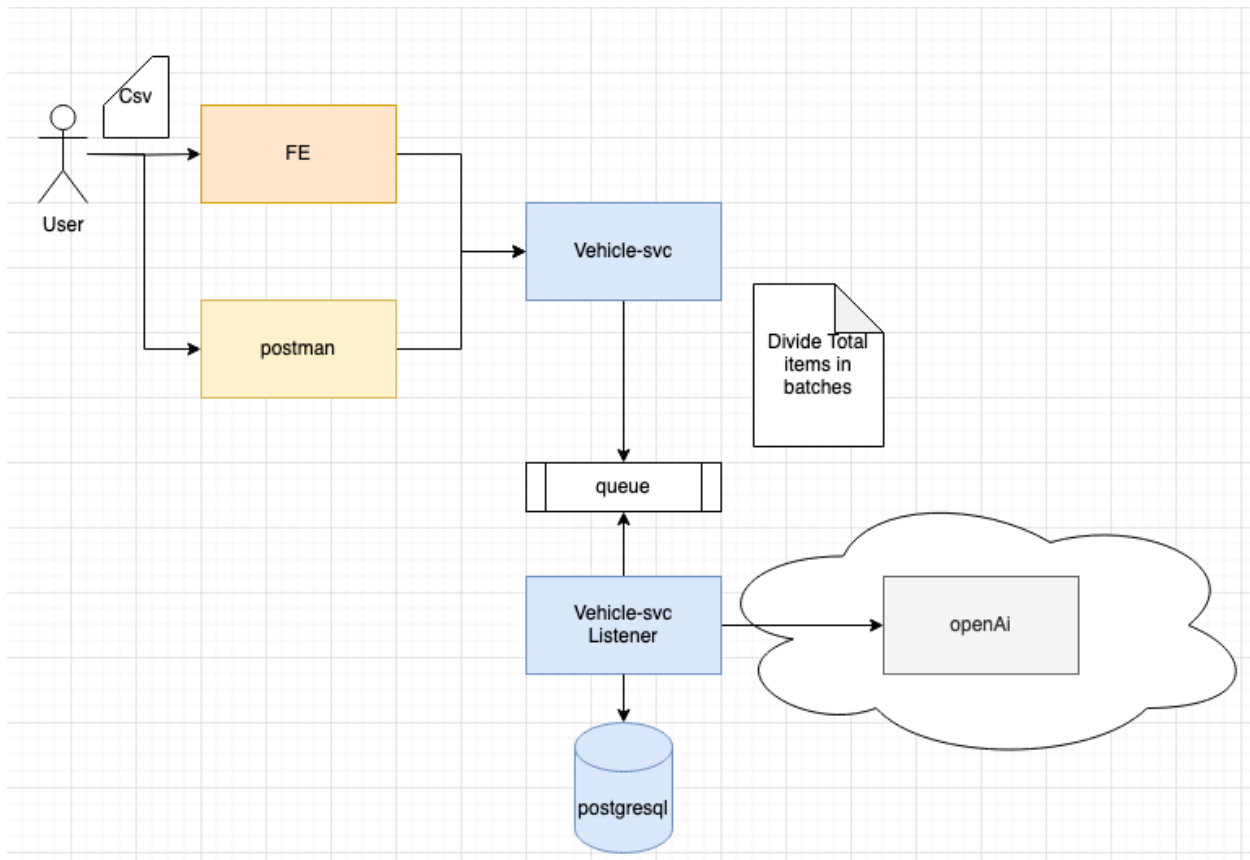 Csv
FE
User
Vehicle-svc
postman
Divide Total
items in
batches
queue
Vehicle-svc
Listener
openAi
postgresql